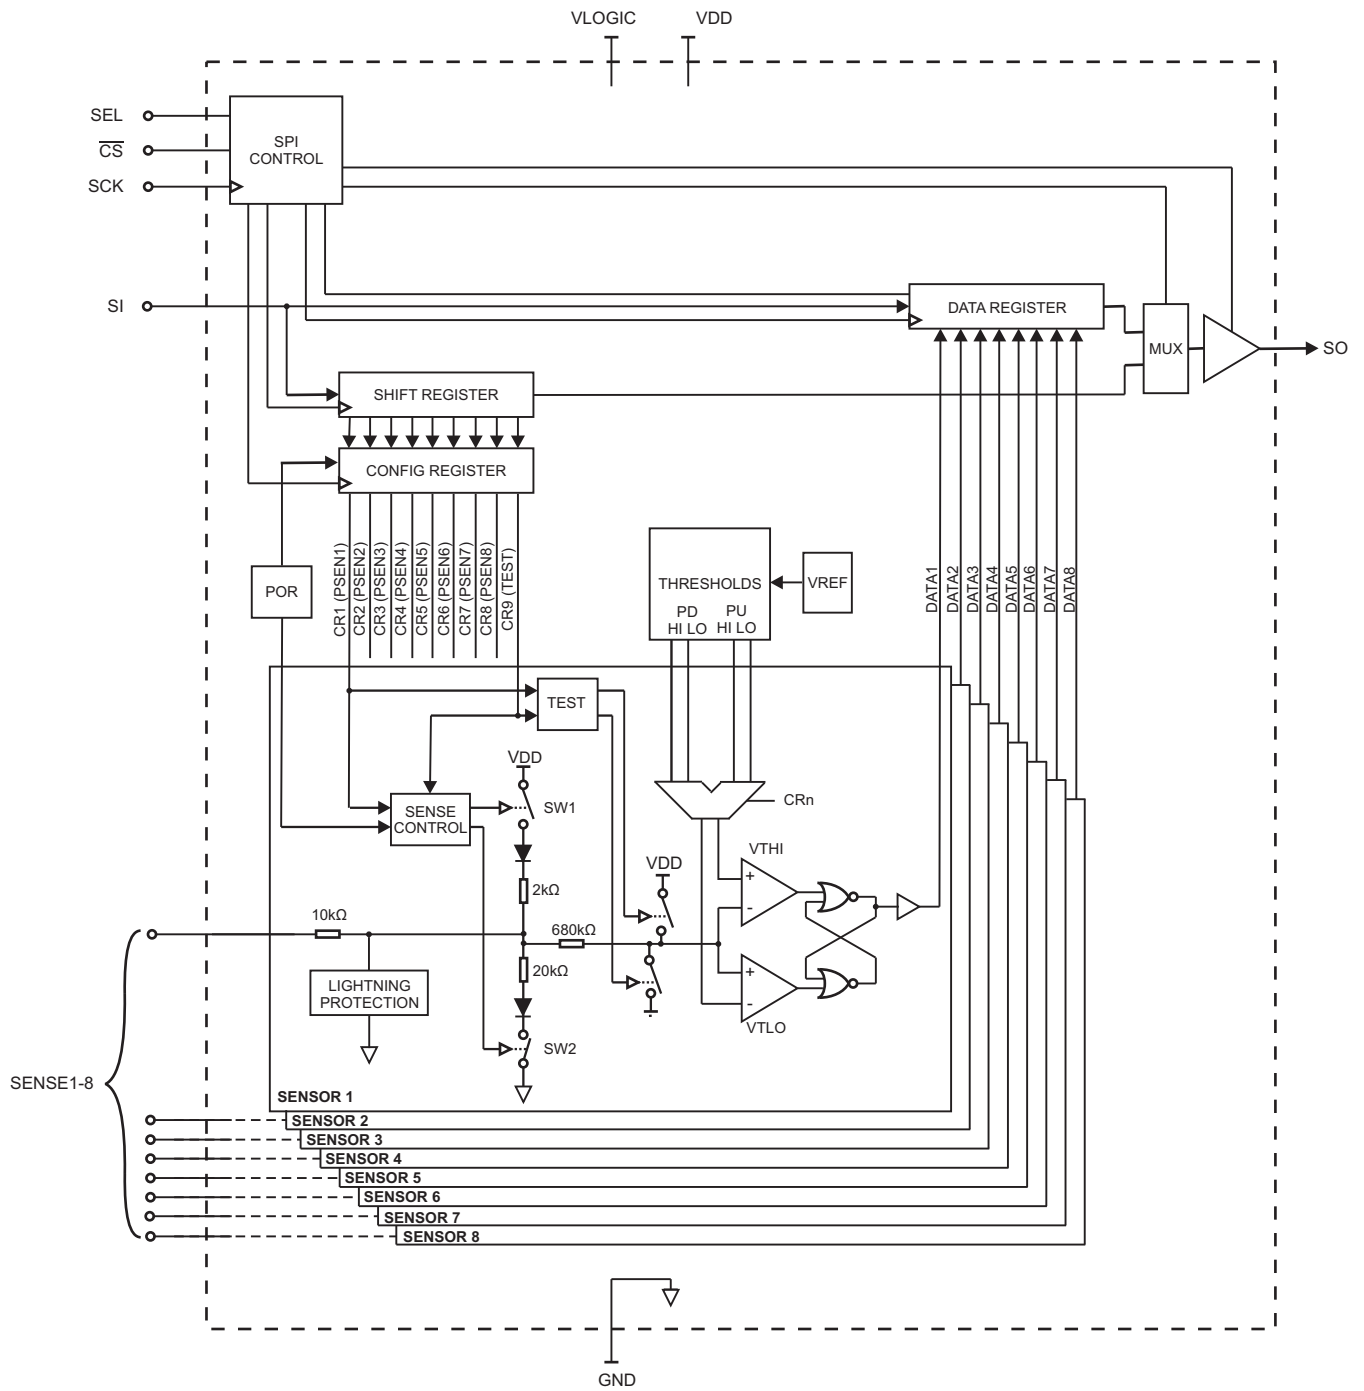 VLOGIC
VDD
SEL
CS
SCK
SPI
CONTROL
SI
DATA REGISTER
MUX
SO
SHIFT REGISTER
CONFIG REGISTER
POR
CR1 (PSEN1)
CR2 (PSEN2)
CR3 (PSEN3)
CR4 (PSEN4)
CR5 (PSEN5)
CR6 (PSEN6)
CR7 (PSEN7)
CR8 (PSEN8)
CR9 (TEST)
THRESHOLDS
PD
HI LO
PU
HI LO
VREF
DATA1
DATA2
DATA3
DATA4
DATA5
DATA6
DATA7
DATA8
TEST
VDD
SENSE
CONTROL
SW1
CRn
VTHI
+
-
VDD
2kΩ
10kΩ
680kΩ
20kΩ
LIGHTNING
PROTECTION
+
-
VTLO
SW2
SENSE1-8
SENSOR 1
SENSOR 2
SENSOR 3
SENSOR 4
SENSOR 5
SENSOR 6
SENSOR 7
SENSOR 8
GND